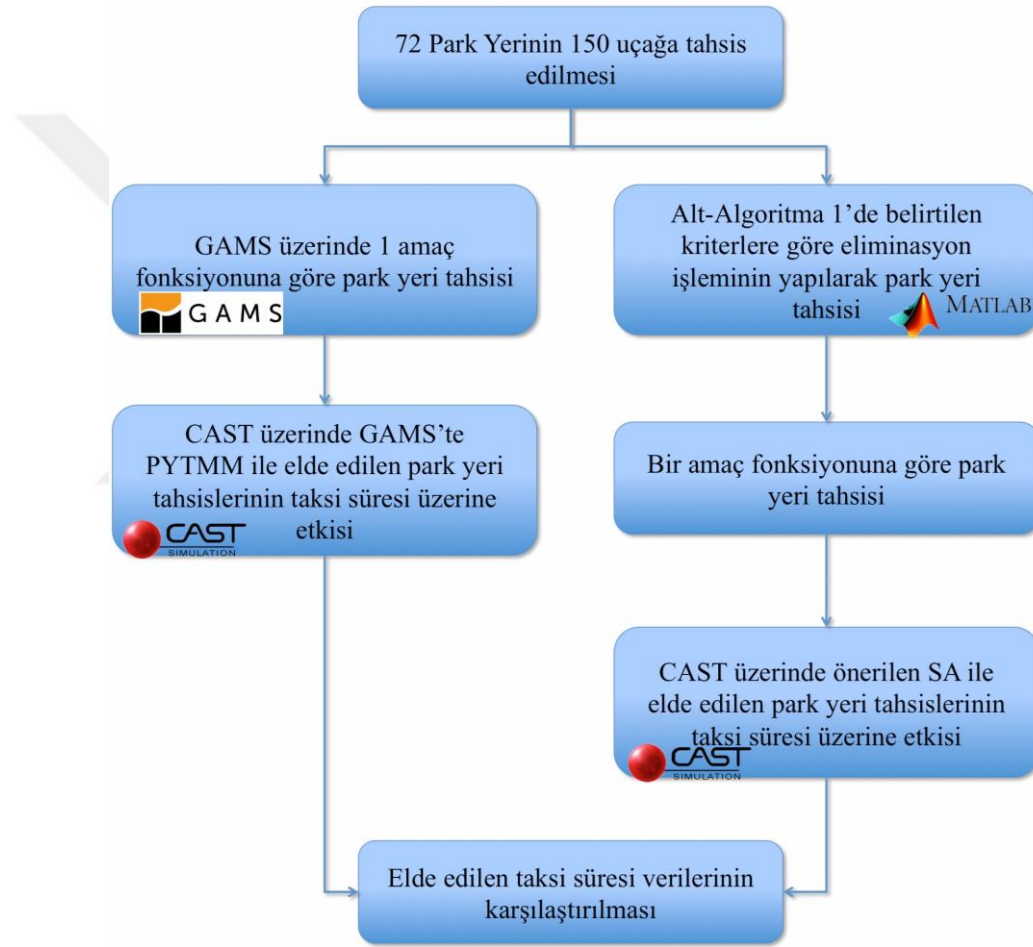 72 Park Yerinin 150 uçağa tahsis
edilmesi
GAMS üzerinde 1 amaç
fonksiyonuna göre park yeri tahsisi
GAMS
Alt-Algoritma 1’de belirtilen
kriterlere göre eliminasyon
işleminin yapılarak park yeri
tahsisi
MATLAB
CAST üzerinde GAMS’te
PYTMM ile elde edilen park yeri
tahsislerinin taksi süresi üzerine
etkisi
CAST
SIMULATION
Bir amaç fonksiyonuna göre park
yeri tahsisi
CAST üzerinde önerilen SA ile
elde edilen park yeri tahsislerinin
taksi süresi üzerine etkisi
CAST
SIMULATION
Elde edilen taksi süresi verilerinin
karşılaştırılması